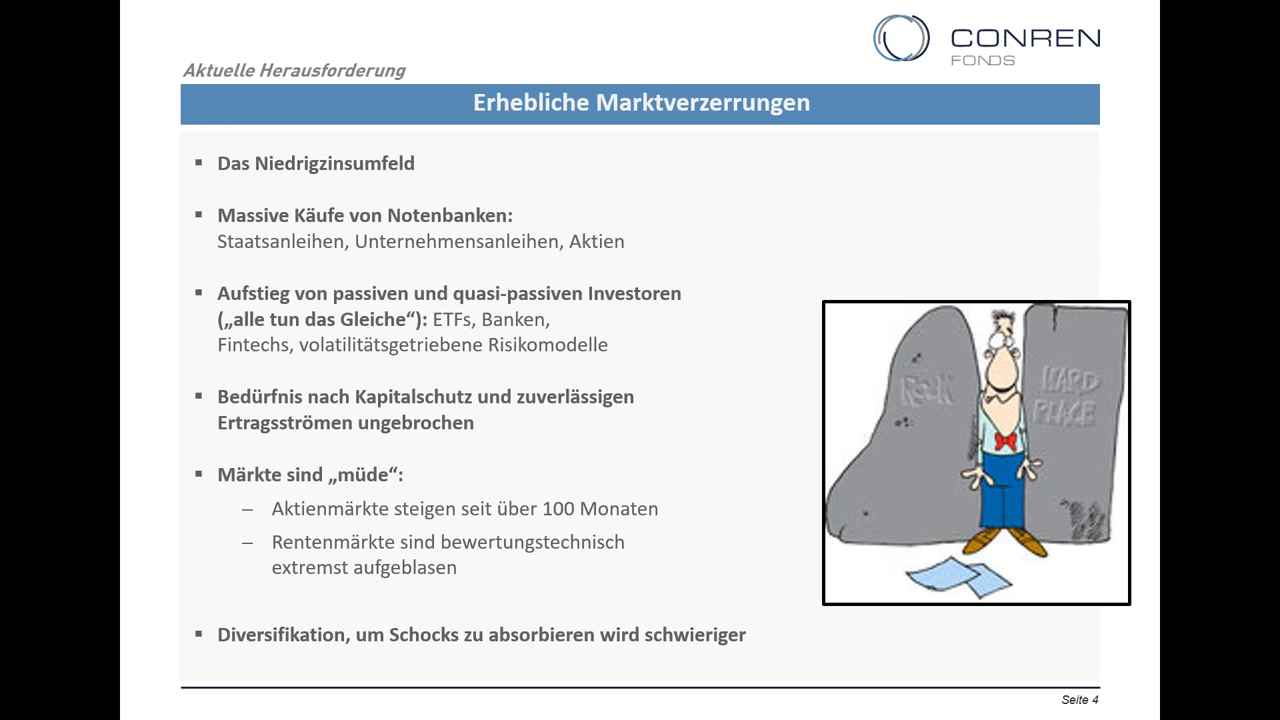 CONREN
FONDS
Aktuelle Herausforderung
Erhebliche Marktverzerrungen
▪ Das Niedrigzinsumfeld
▪ Massive Käufe von Notenbanken:
Staatsanleihen, Unternehmensanleihen, Aktien
▪ Aufstieg von passiven und quasi-passiven Investoren
(„alle tun das Gleiche“): ETFs, Banken,
Fintechs, volatilitätsgetriebene Risikomodelle
▪ Bedürfnis nach Kapitalschutz und zuverlässigen
Ertragsströmen ungebrochen
▪ Märkte sind „müde“:
– Aktienmärkte steigen seit über 100 Monaten
– Rentenmärkte sind bewertungstechnisch
extremst aufgeblasen
▪ Diversifikation, um Schocks zu absorbieren wird schwieriger
ROCK
HARD
PLACE
Seite 4